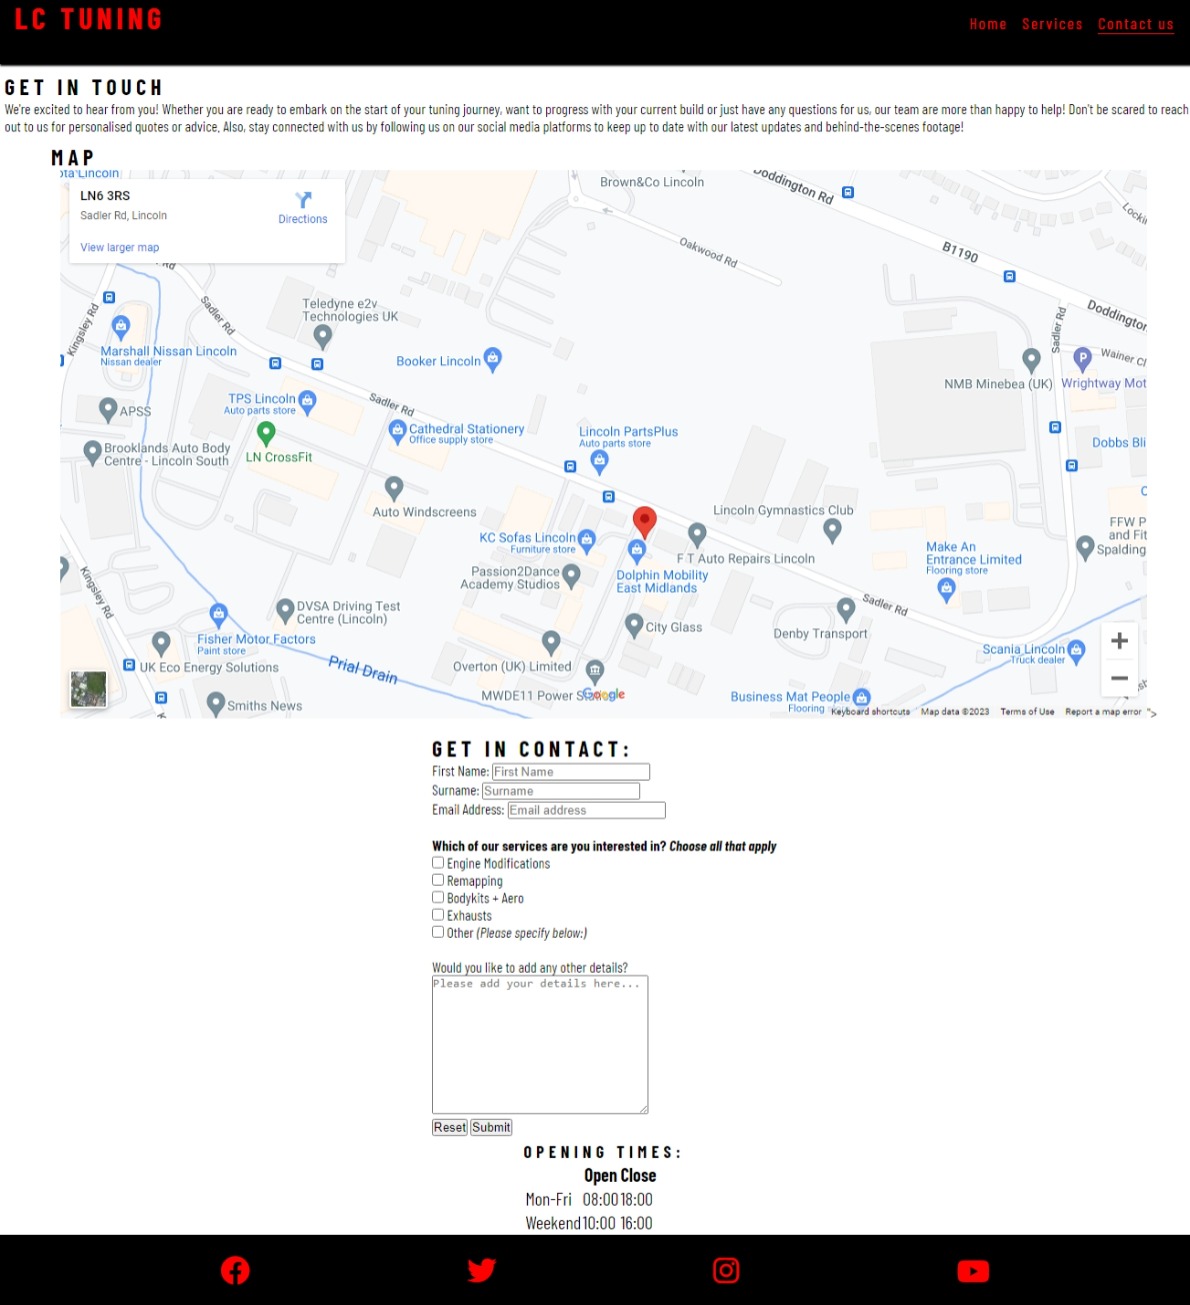 LC TUNING
Home Services Contact us
GET IN TOUCH
We're excited to hear from you! Whether you are ready to embark on the start of your tuning journey, want to progress with your current build or just have any questions for us, our team are more than happy to help! Don't be scared to reach
out to us for personalised quotes or advice. Also, stay connected with us by following us on our social media platforms to keep up to date with our latest updates and behind-the-scenes footage!
MAP
ota Lincoln
LN6 3RS
Sadler Rd, Lincoln
Directions
View larger map
Brown&Co Lincoln
Doddington Rd
Oakwood Rd
B1190
Rd
Kingsley Rd
Sadler Rd
Teledyne e2v
Technologies UK
Sadler Rd
Doddington
Marshall Nissan Lincoln
Nissan dealer
Booker Lincoln
Wainer Cl
NMB Minebea (UK)
Wrightway Mot
TPS Lincoln
Auto parts store
Sadler Rd
APSS
Cathedral Stationery
Office supply store
Lincoln PartsPlus
Auto parts store
Dobbs Bli
Brooklands Auto Body
Centre - Lincoln South
LN CrossFit
Auto Windscreens
Lincoln Gymnastics Club
KC Sofas Lincoln
Furniture store
FFW P
and Fit
Spalding
F T Auto Repairs Lincoln
Make An
Entrance Limited
Flooring store
Passion2Dance
Academy Studios
Dolphin Mobility
East Midlands
Kingsley Rd
DVSA Driving Test
Centre (Lincoln)
Sadler Rd
City Glass
Denby Transport
Fisher Motor Factors
Paint store
Scania Lincoln
Truck dealer
UK Eco Energy Solutions
Prial Drain
Overton (UK) Limited
MWDE11 Power
Google
Business Mat People
Flooring
Smiths News
Keyboard shortcuts Map data ©2023 Terms of Use Report a map error ">
GET IN CONTACT:
First Name: First Name
Surname: Surname
Email Address: Email address
Which of our services are you interested in? Choose all that apply
Engine Modifications
Remapping
Bodykits + Aero
Exhausts
Other (Please specify below:)
Would you like to add any other details?
Please add your details here...
Reset Submit
OPENING TIMES:
Open Close
Mon-Fri 08:00 18:00
Weekend 10:00 16:00